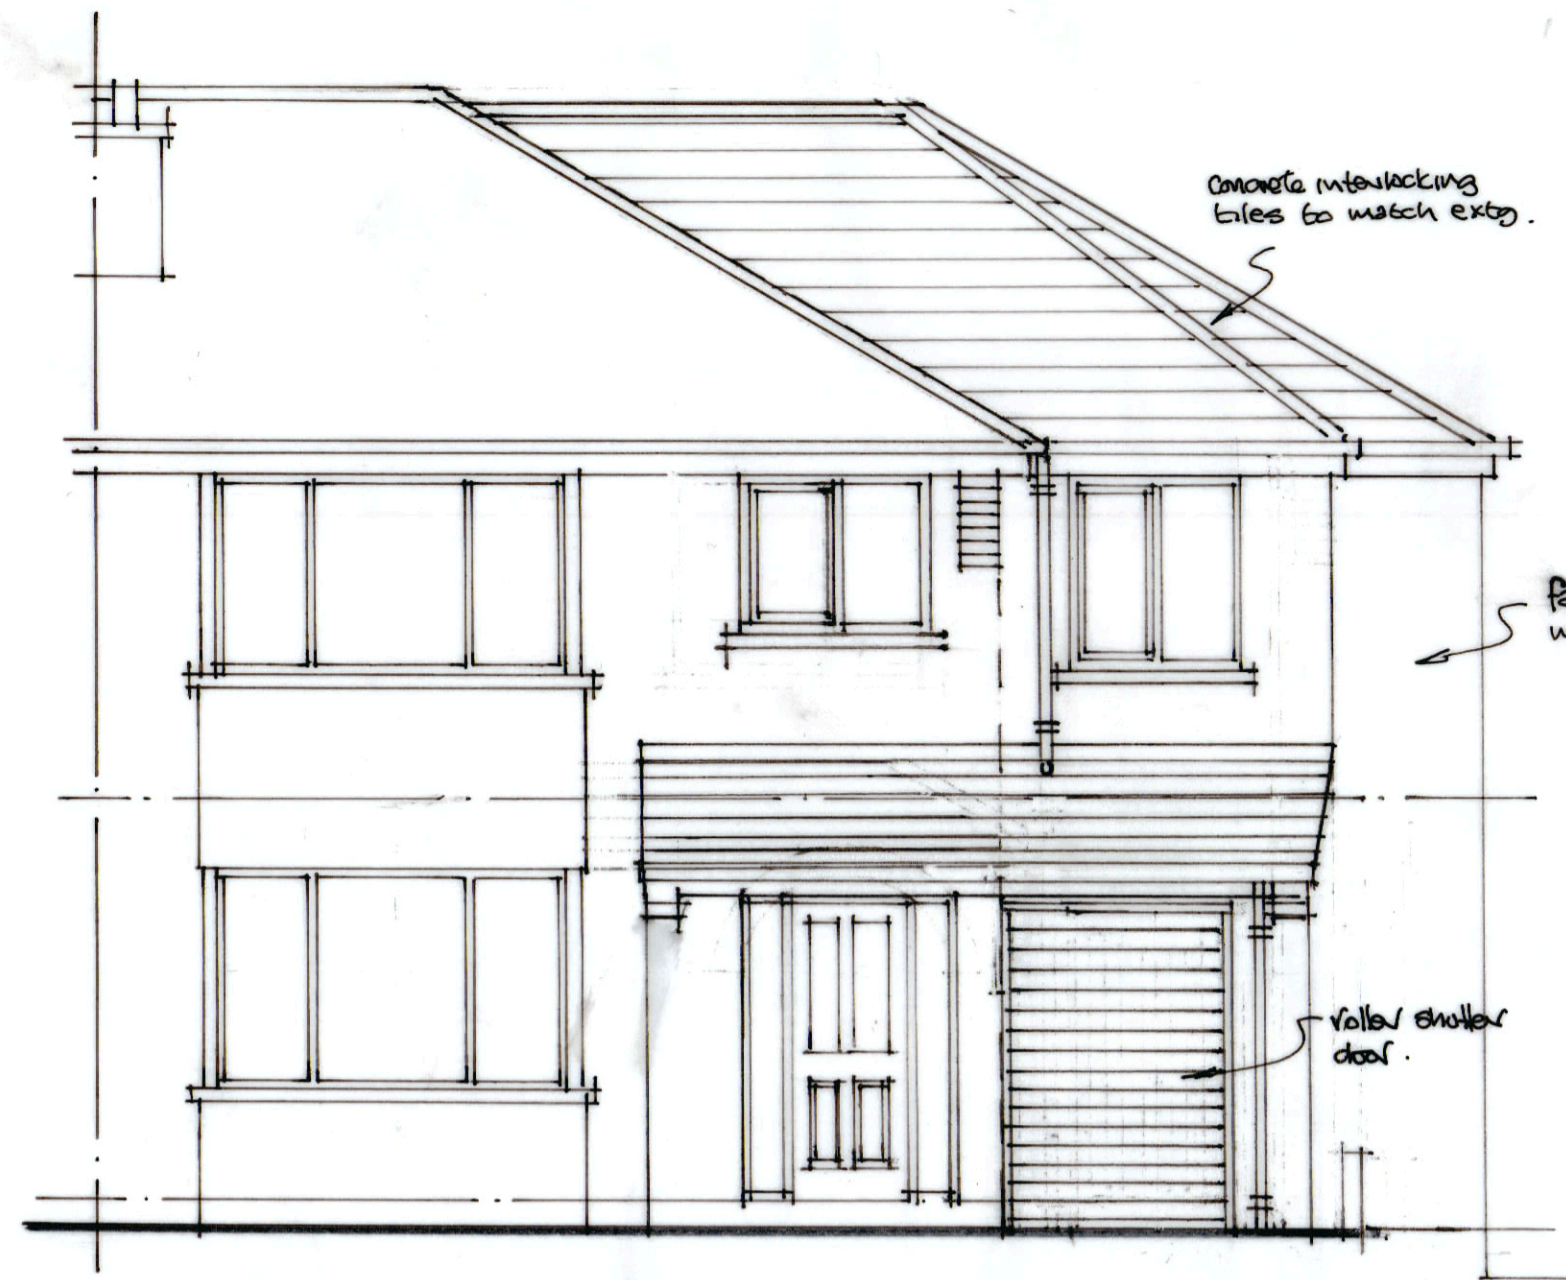 concrete interlocking
tiles to match extg.
roller shutter
door.